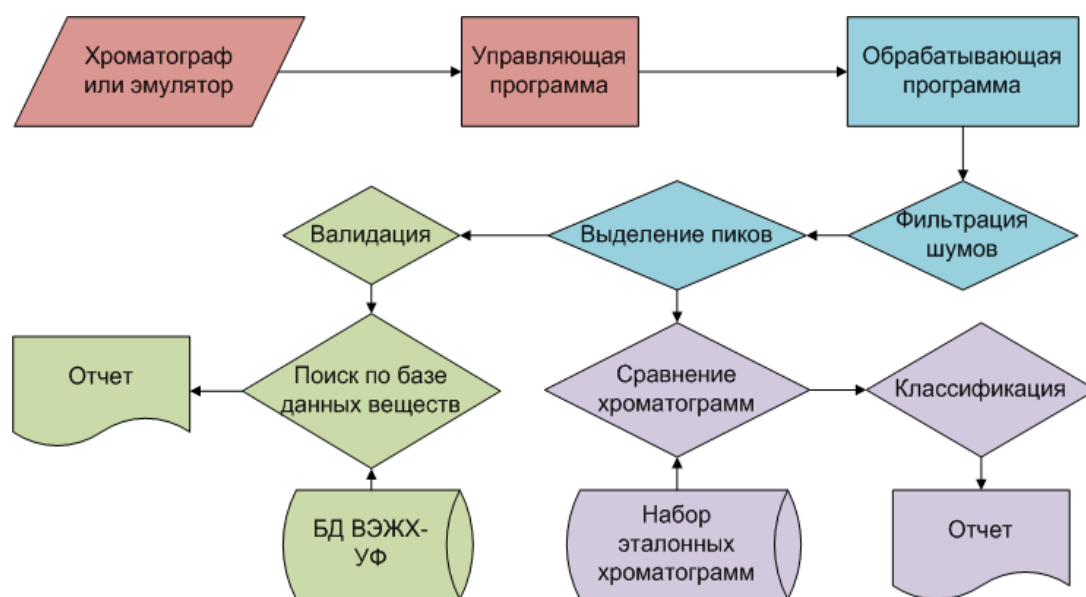 Хроматограф
или эмулятор
Управляющая
программа
Обрабатывающая
программа
Валидация
Выделение пиков
Фильтрация
шумов
Отчет
Поиск по базе
данных веществ
Сравнение
хроматограмм
Классификация
БД ВЭЖХ-
УФ
Набор
эталонных
хроматограмм
Отчет